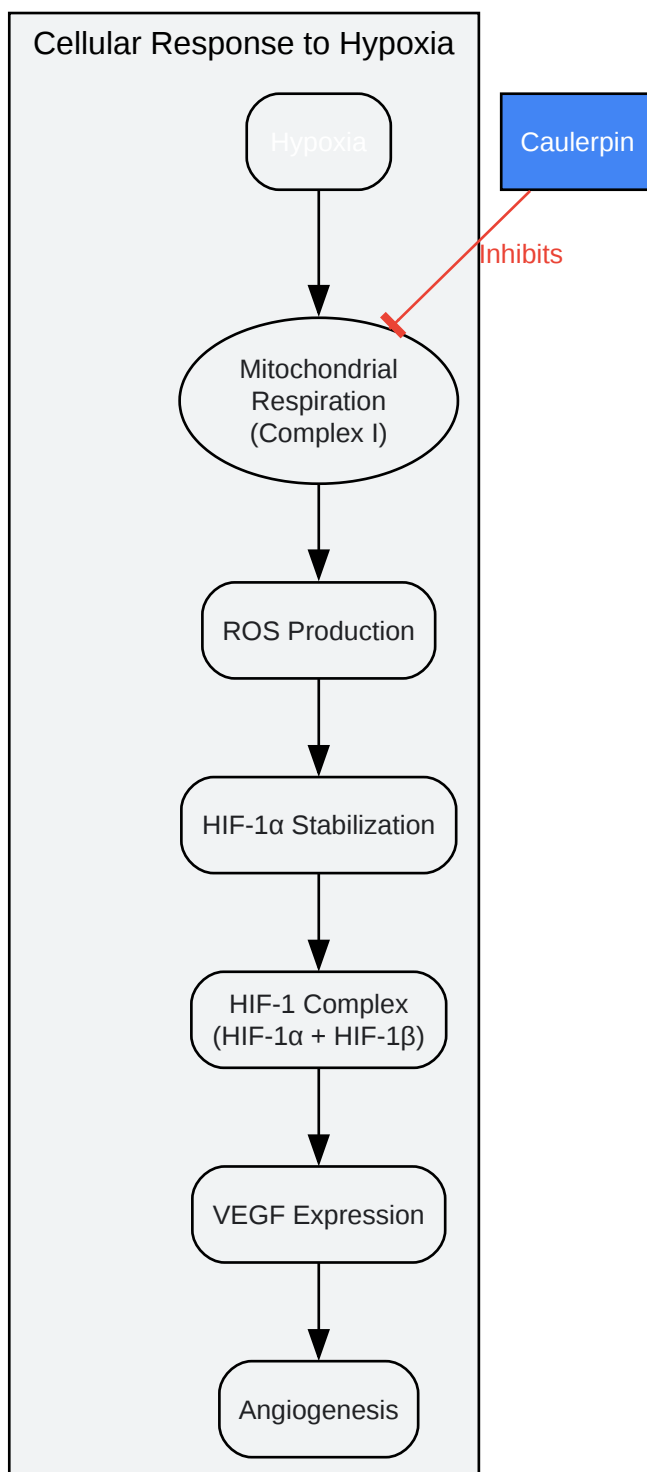 Cellular Response to Hypoxia
Hypoxia
Caulerpin
Inhibits
Mitochondrial
Respiration
(Complex I)
ROS Production
HIF-1α Stabilization
HIF-1 Complex
(HIF-1α + HIF-1β)
VEGF Expression
Angiogenesis